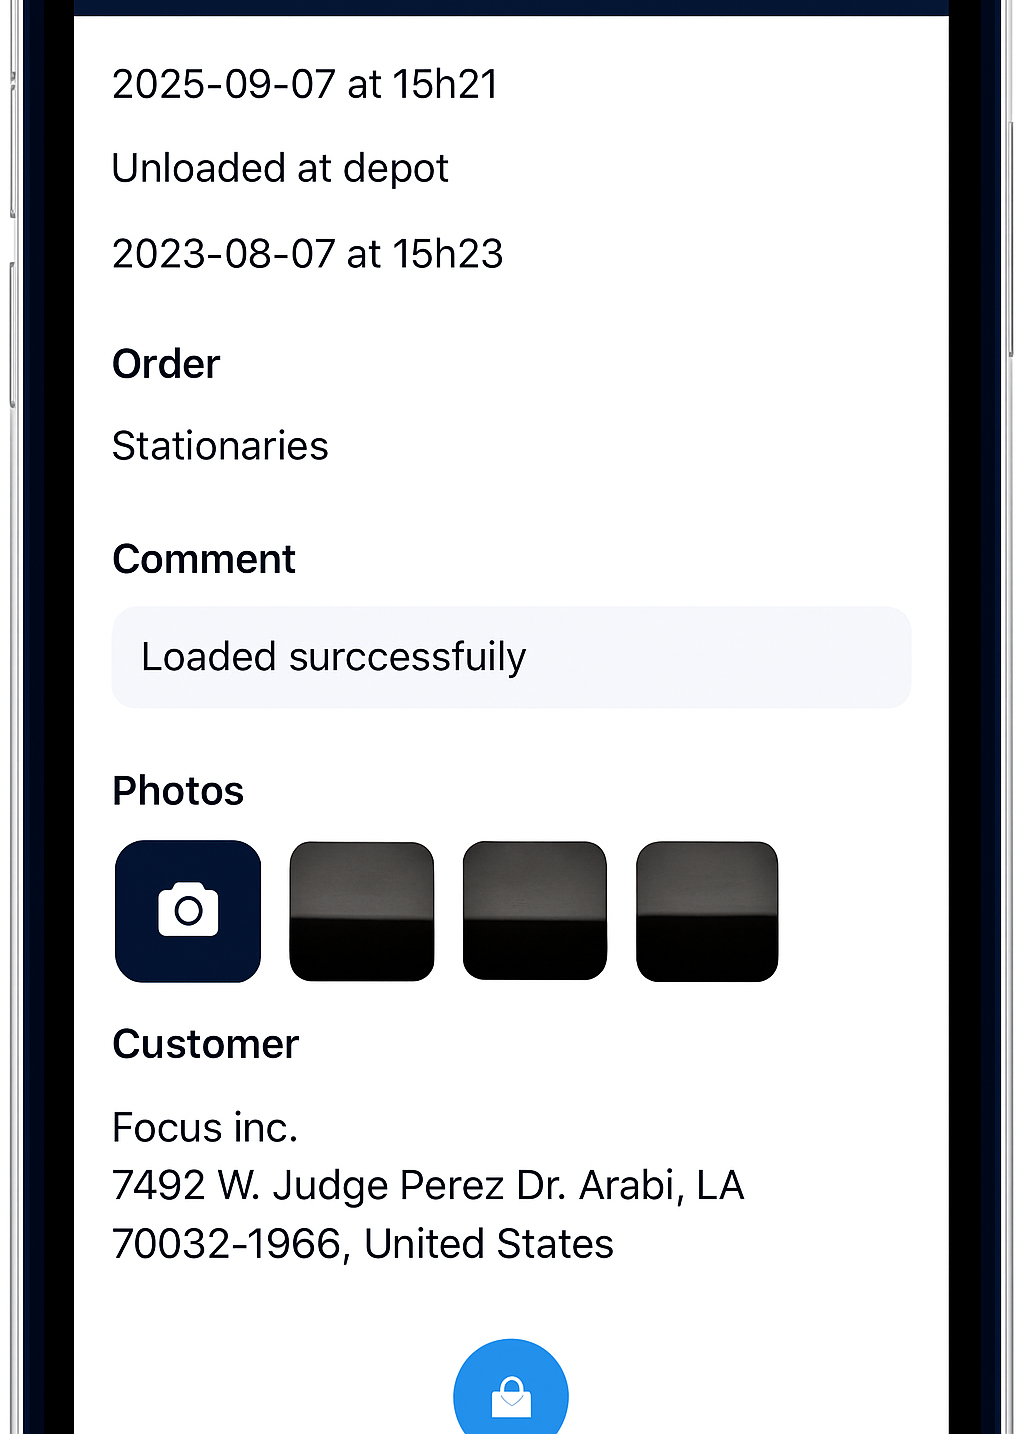 2025-09-07 at 15h21
Unloaded at depot
2023-08-07 at 15h23
Order
Stationaries
Comment
Loaded surccessfuily
Photos
Customer
Focus inc.
7492 W. Judge Perez Dr. Arabi, LA
70032-1966, United States